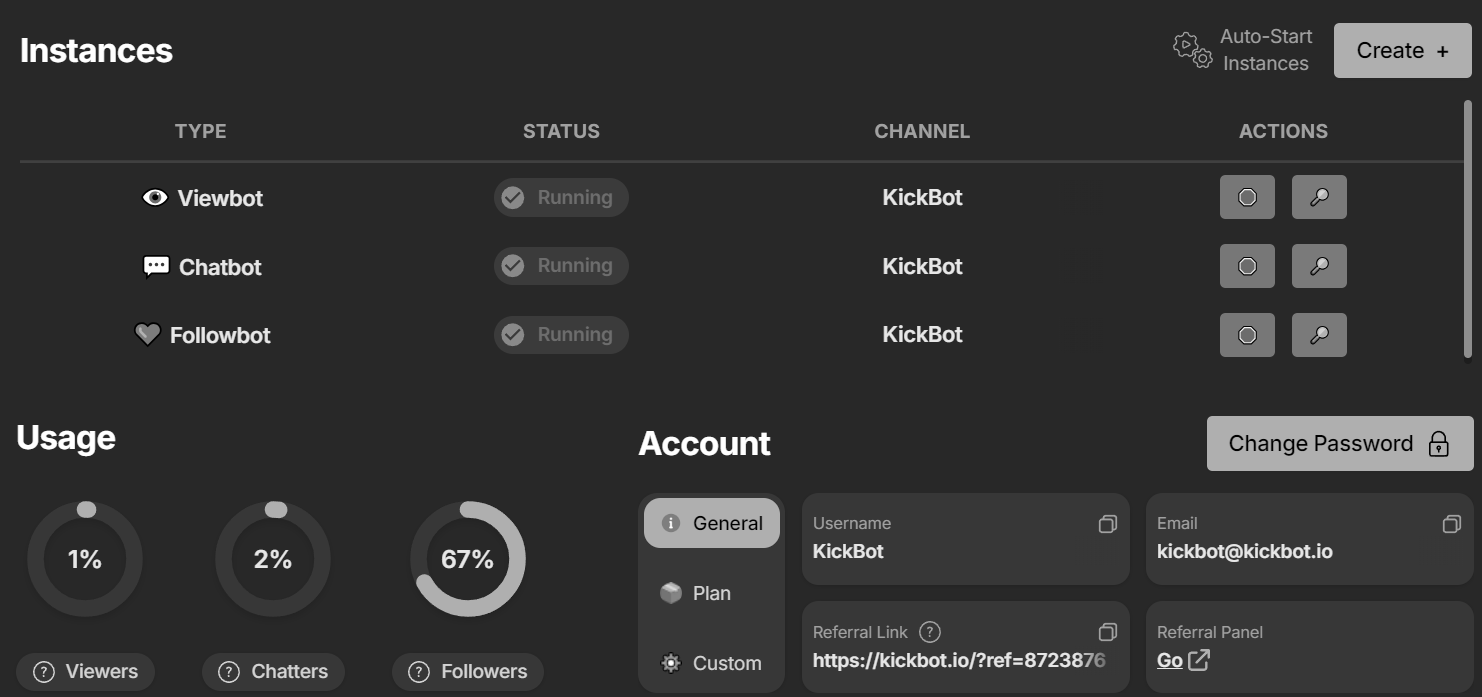 Instances
Auto-Start
Instances
Create +
TYPE STATUS CHANNEL ACTIONS
Viewbot Running KickBot
Chatbot Running KickBot
Followbot Running KickBot
Usage
1% 2% 67%
Viewers Chatters Followers
Account
Change Password
General
Plan
Custom
Username
KickBot
Email
kickbot@kickbot.io
Referral Link
https://kickbot.io/?ref=8723876
Referral Panel
Go